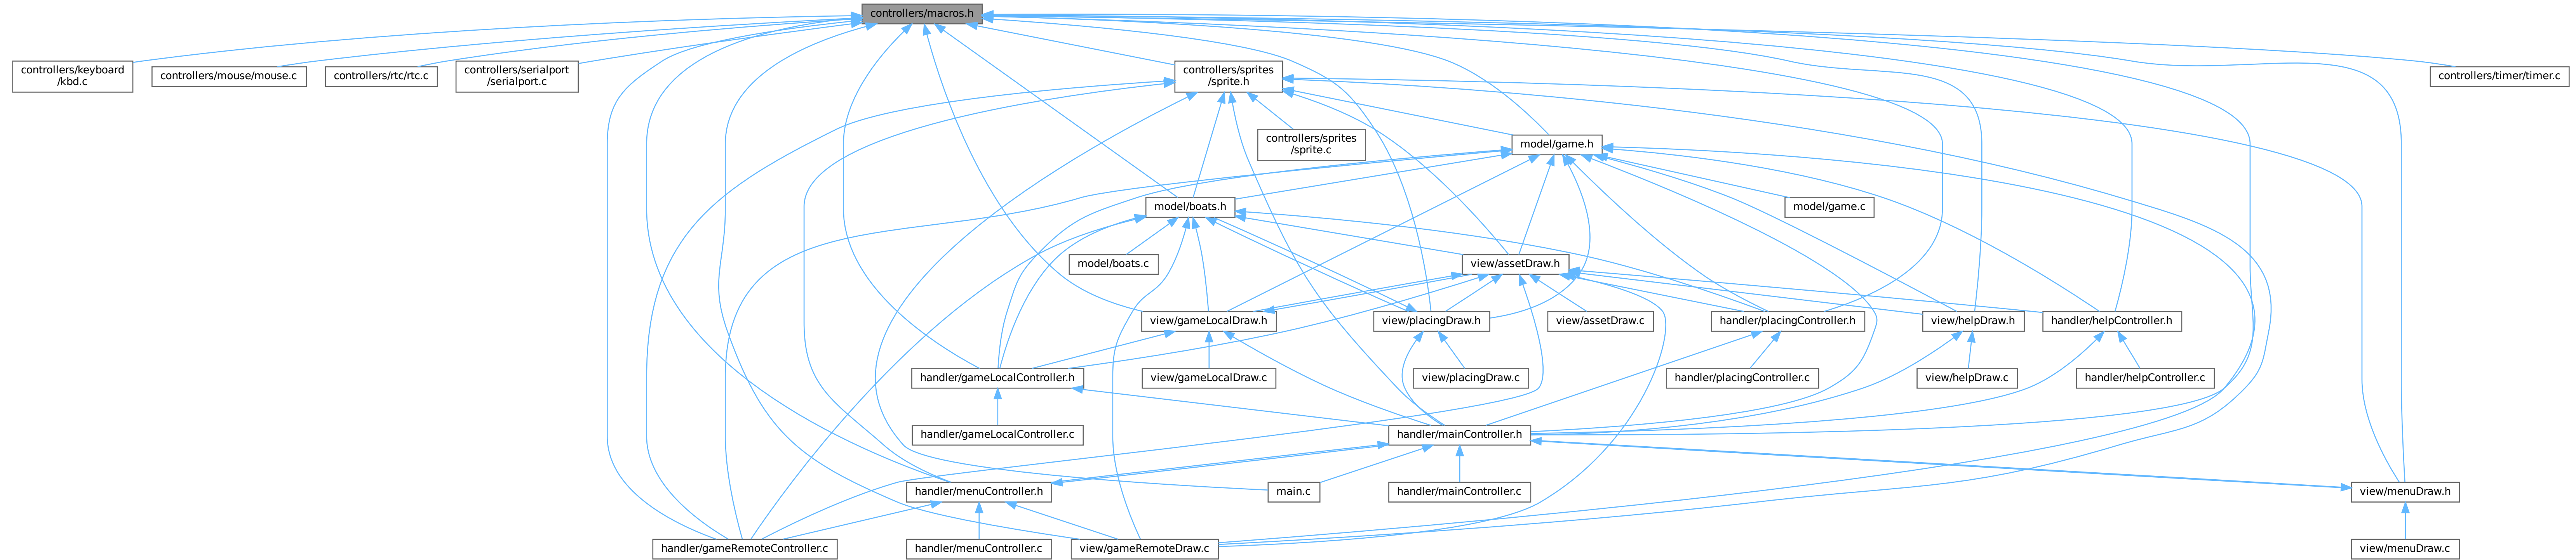 controllers/macros.h
controllers/keyboard
/kbd.c
controllers/mouse/mouse.c
controllers/rtc/rtc.c
controllers/serialport
/serialport.c
controllers/sprites
/sprite.h
controllers/timer/timer.c
controllers/sprites
/sprite.c
model/game.h
model/boats.h
model/game.c
model/boats.c
view/assetDraw.h
view/gameLocalDraw.h
view/placingDraw.h
view/assetDraw.c
handler/placingController.h
view/helpDraw.h
handler/helpController.h
handler/gameLocalController.h
view/gameLocalDraw.c
view/placingDraw.c
handler/placingController.c
view/helpDraw.c
handler/helpController.c
handler/gameLocalController.c
handler/mainController.h
handler/menuController.h
main.c
handler/mainController.c
view/menuDraw.h
handler/gameRemoteController.c
handler/menuController.c
view/gameRemoteDraw.c
view/menuDraw.c